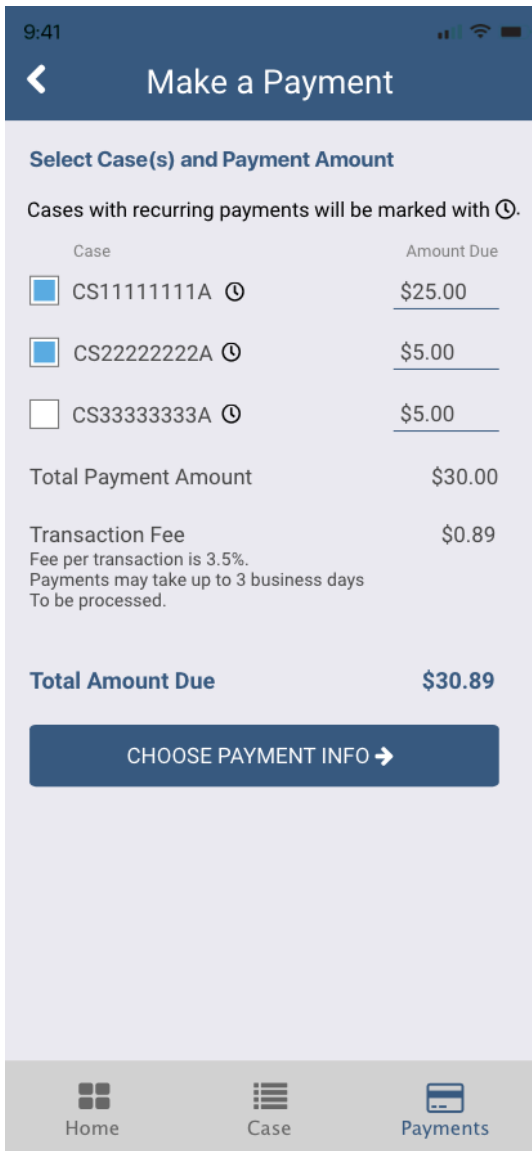 9:41
Make a Payment
Select Case(s) and Payment Amount
Cases with recurring payments will be marked with .
Case Amount Due
CS11111111A $25.00
CS22222222A $5.00
CS33333333A $5.00
Total Payment Amount $30.00
Transaction Fee $0.89
Fee per transaction is 3.5%.
Payments may take up to 3 business days
To be processed.
Total Amount Due $30.89
CHOOSE PAYMENT INFO →
Home Case Payments